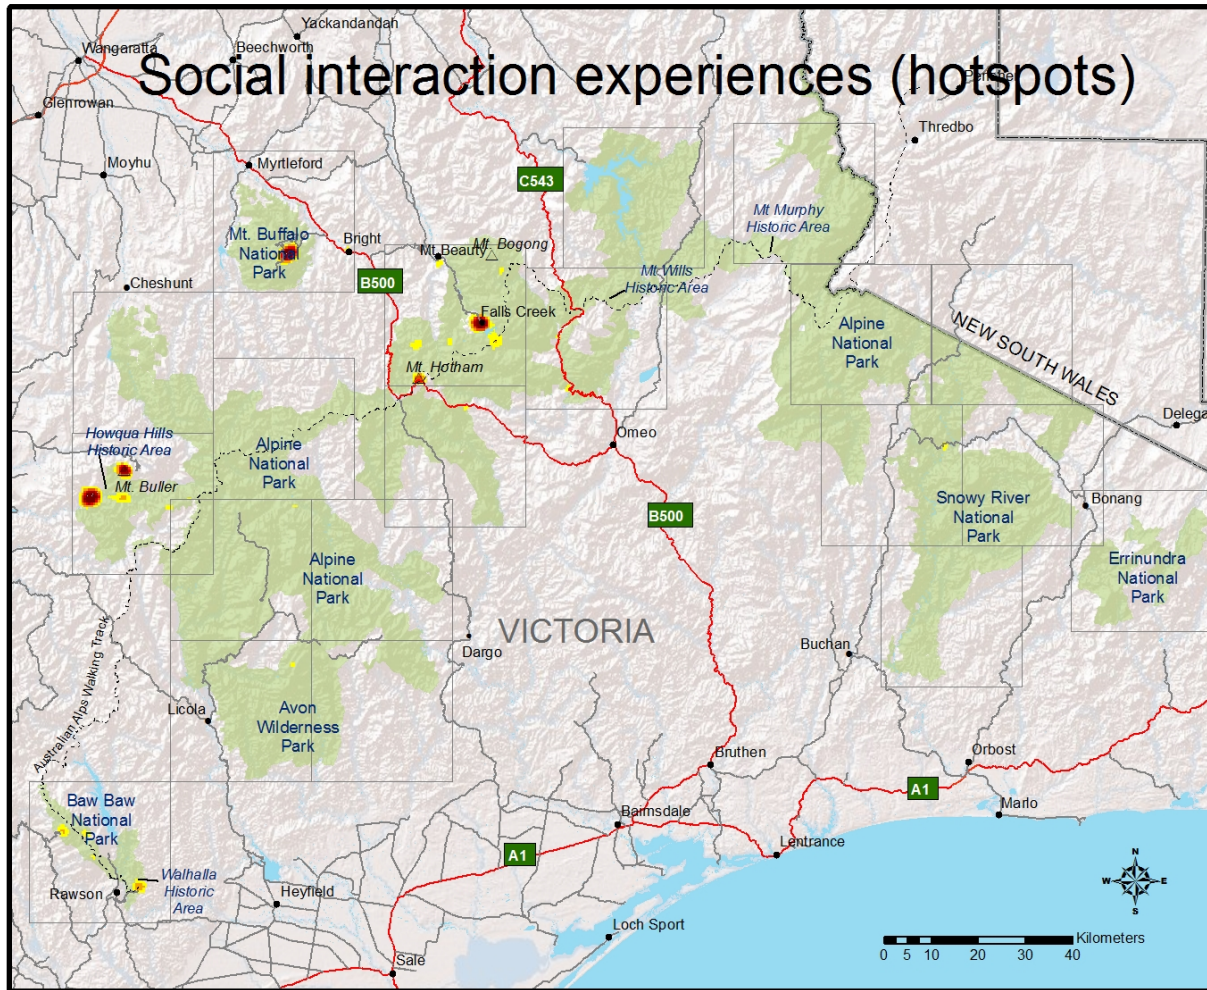 Yackandandah
Wangaratta
Beechworth
Social interaction experiences (hotspots)
Glenrowan
Thredbo
Moyhu
Myrtleford
C543
Mt. Buffalo
National
Park
Bright
Mt Beauty
Mt. Bogong
Mt Murphy
Historic Area
Mt Wills
Historic Area
Cheshunt
B500
Falls Creek
Alpine
National
Park
NEW SOUTH WALES
Mt. Hotham
Delega
Howqua Hills
Historic Area
Mt. Buller
Alpine
National
Park
Omeo
B500
Snowy River
National
Park
Bonang
Alpine
National
Park
Errinundra
National
Park
VICTORIA
Dargo
Buchan
Australian Alps Walking Track
Licola
Avon
Wilderness
Park
Bruthen
Orbost
A1
Marlo
Baw Baw
National
Park
Bairnsdale
Lentrance
A1
Walhalla
Historic
Area
Rawson
Heyfield
Loch Sport
Sale
N
W
E
S
Kilometers
0 5 10 20 30 40